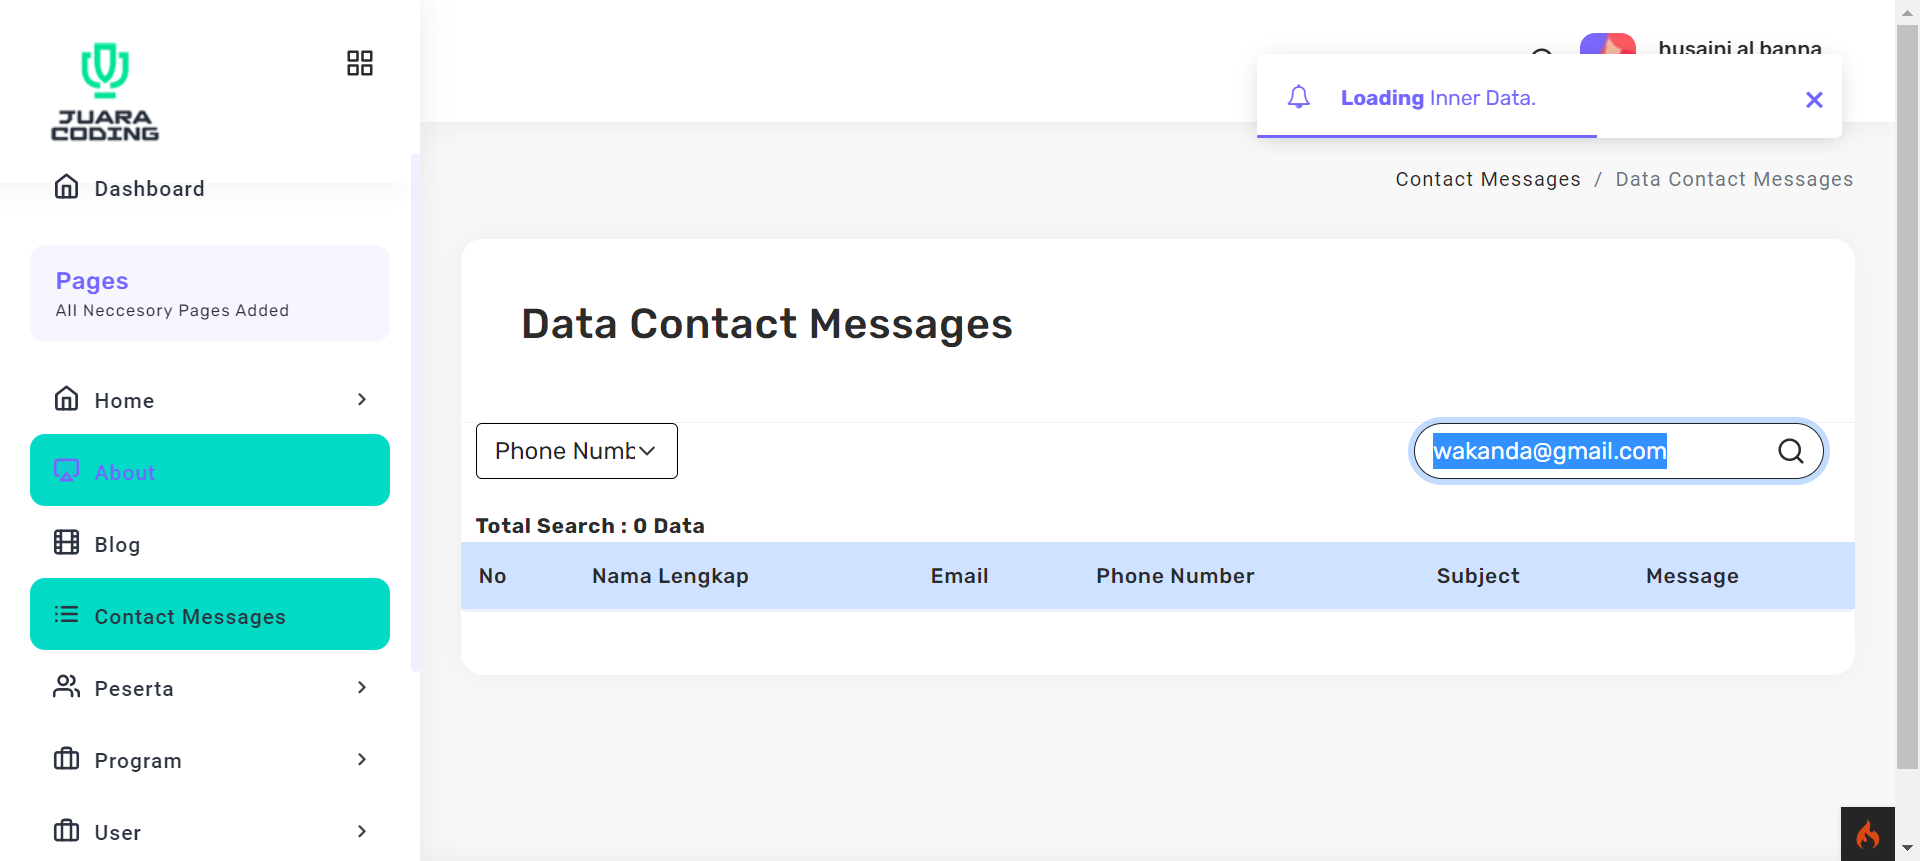 JUARA
CODING
Dashboard
Pages
All Neccesory Pages Added
Home
About
Blog
Contact Messages
Peserta
Program
User
husaini al banna
Loading Inner Data.
Contact Messages / Data Contact Messages
Data Contact Messages
Phone Numb
wakanda@gmail.com
Total Search : 0 Data
No Nama Lengkap Email Phone Number Subject Message